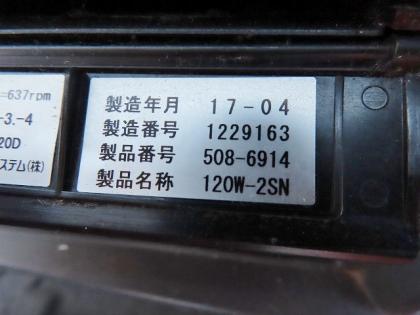 =637rpm
-3.-4
20D
ステム(株)
製造年月 17-04
製造番号 1229163
製品番号 508-6914
製品名称 120W-2SN